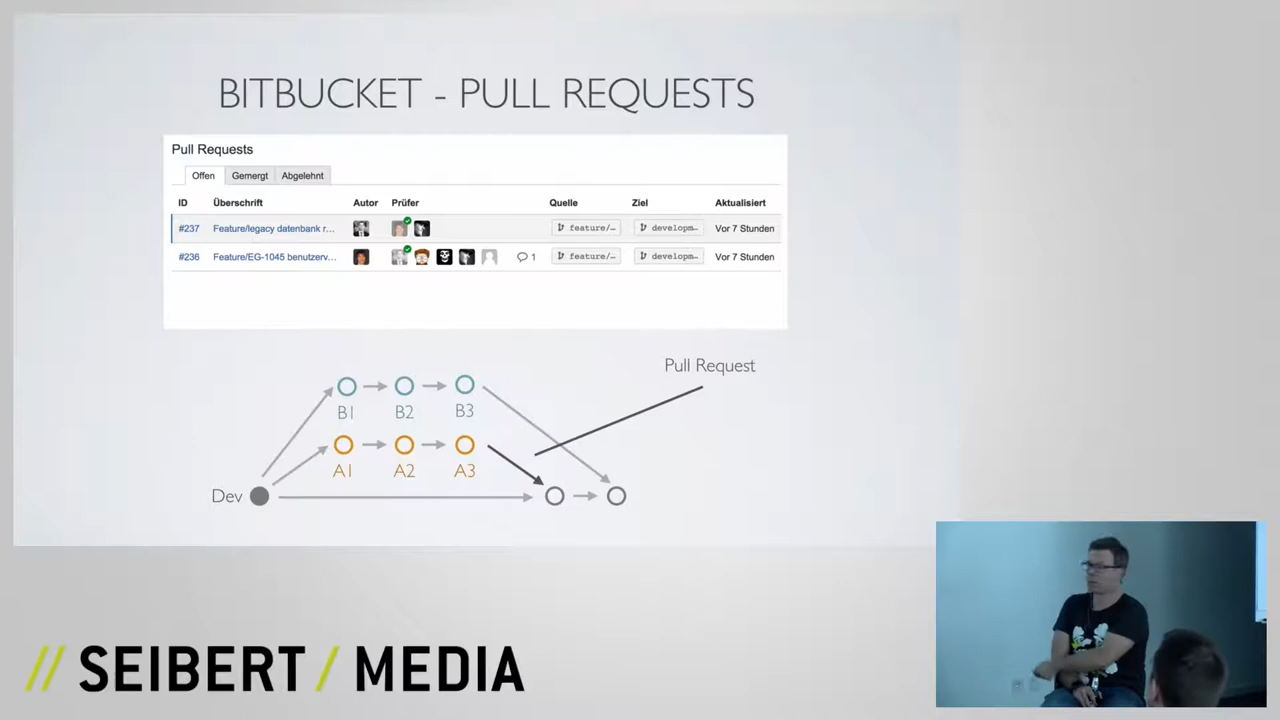 BITBUCKET - PULL REQUESTS
Pull Requests
Offen Gemergt Abgelehnt
ID Überschrift Autor Prüfer Quelle Ziel Aktualisiert
#237 Feature/legacy datenbank r... feature/... developm... Vor 7 Stunden
#236 Feature/EG-1045 benutzerv... 1 feature/... developm... Vor 7 Stunden
Pull Request
B1 B2 B3
A1 A2 A3
Dev
// SEIBERT / MEDIA